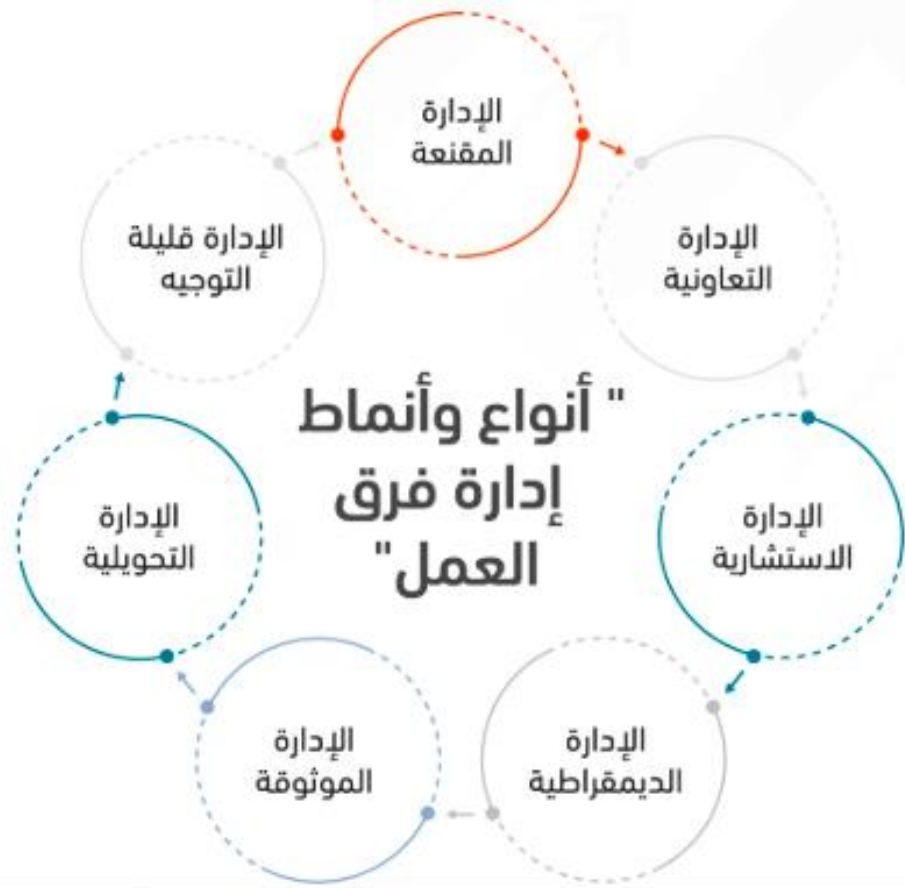 " أنواع وأنماط
إدارة فرق
العمل"
الإدارة
المقنعة
الإدارة
التعاونية
الإدارة
الاستشارية
الإدارة
الديمقراطية
الإدارة
الموثوقة
الإدارة
التحويلية
الإدارة قليلة
التوجيه